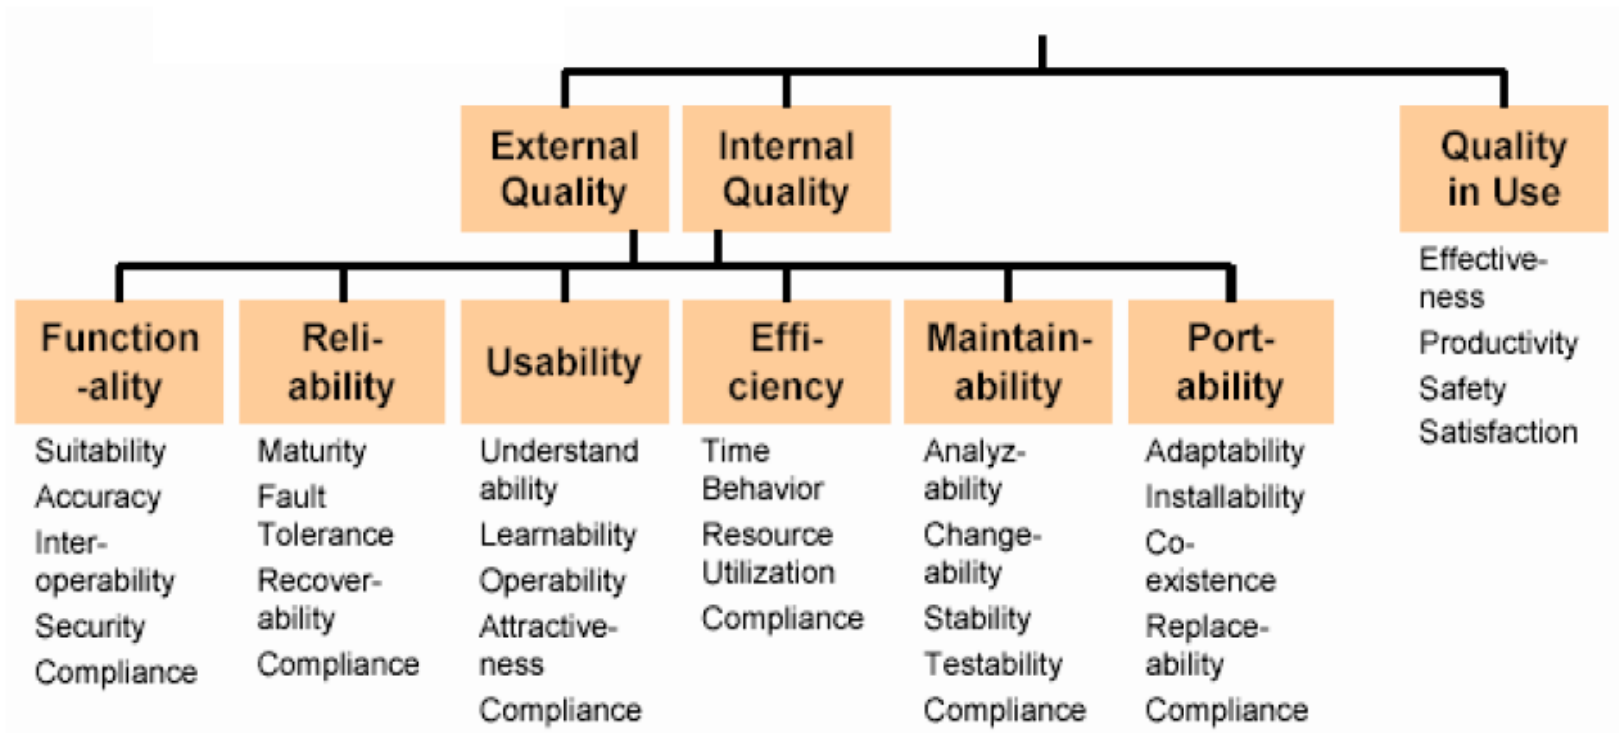 External
Quality
Internal
Quality
Quality
in Use
Effective-
ness
Productivity
Safety
Satisfaction
Function
-ality
Suitability
Accuracy
Inter-
operability
Security
Compliance
Reli-
ability
Maturity
Fault
Tolerance
Recover-
ability
Compliance
Usability
Understand
ability
Learnability
Operability
Attractive-
ness
Compliance
Effi-
ciency
Time
Behavior
Resource
Utilization
Compliance
Maintain-
ability
Analyz-
ability
Change-
ability
Stability
Testability
Compliance
Port-
ability
Adaptability
Installability
Co-
existence
Replace-
ability
Compliance